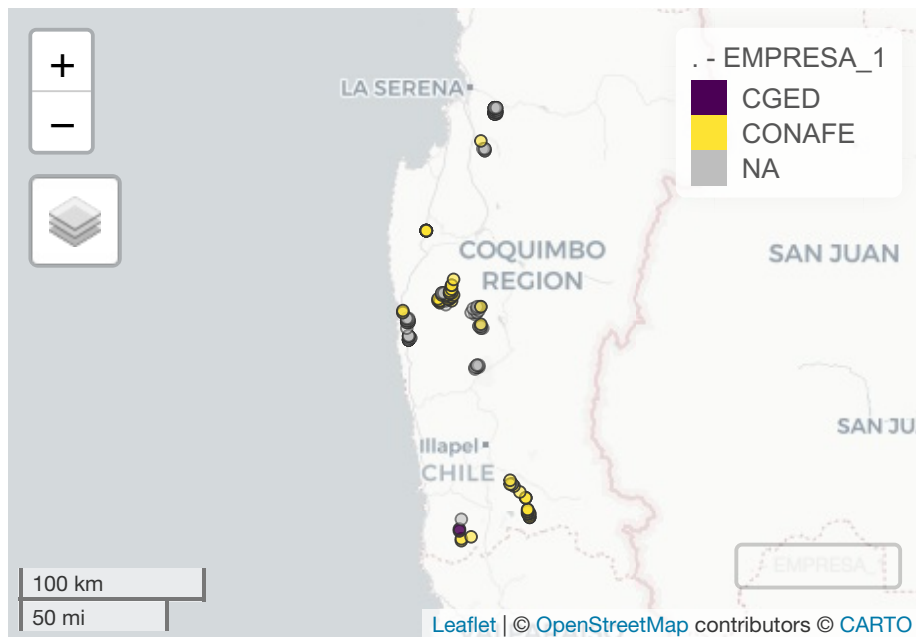 +
−
LA SERENA
. - EMPRESA_1
CGED
CONAFE
NA
COQUIMBO
REGION
SAN JUAN
SAN JU
Illapel
CHILE
- EMPRESA_
100 km
50 mi
Leaflet | © OpenStreetMap contributors © CARTO